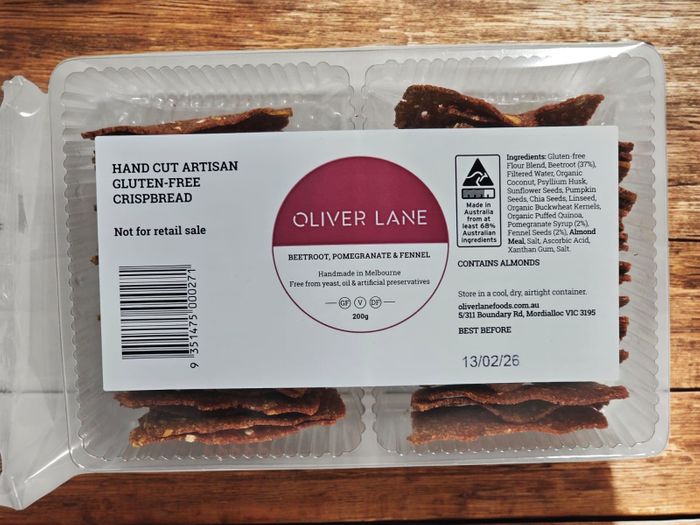 HAND CUT ARTISAN
GLUTEN-FREE
CRISPBREAD
Not for retail sale
9 351475 000271
OLIVER LANE
BEETROOT, POMEGRANATE & FENNEL
Handmade in Melbourne
Free from yeast, oil & artificial preservatives
GF V DF
200g
Made in
Australia
from at
least 68%
Australian
ingredients
Ingredients: Gluten-free
Flour Blend, Beetroot (37%),
Filtered Water, Organic
Coconut, Psyllium Husk,
Sunflower Seeds, Pumpkin
Seeds, Chia Seeds, Linseed,
Organic Buckwheat Kernels,
Organic Puffed Quinoa,
Pomegranate Syrup (2%),
Fennel Seeds (2%), Almond
Meal, Salt, Ascorbic Acid,
Xanthan Gum, Salt.
CONTAINS ALMONDS
Store in a cool, dry, airtight container.
oliverlanefoods.com.au
5/311 Boundary Rd, Mordialloc VIC 3195
BEST BEFORE
13/02/26